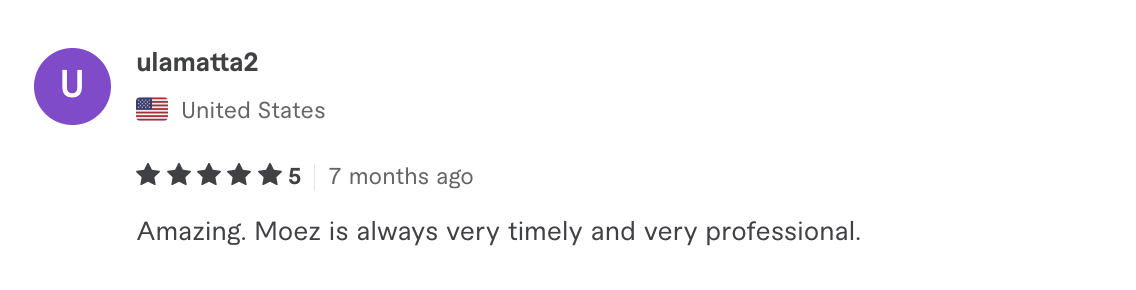 U
ulamatta2
United States
5 7 months ago
Amazing. Moez is always very timely and very professional.